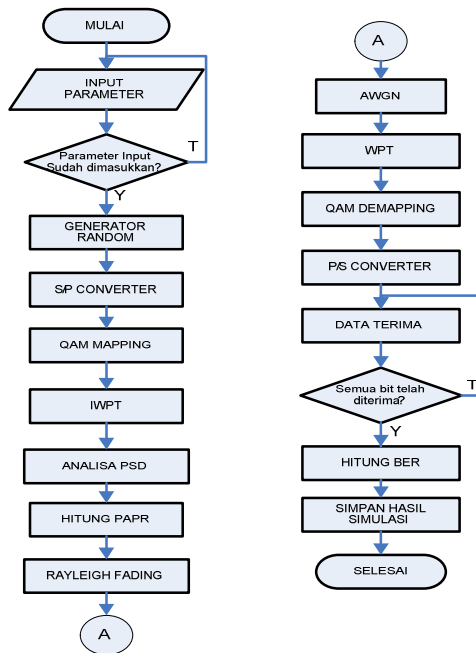 MULAI
INPUT
PARAMETER
Parameter Input
Sudah dimasukkan?
T
Y
GENERATOR
RANDOM
S/P CONVERTER
QAM MAPPING
IWPT
ANALISA PSD
HITUNG PAPR
RAYLEIGH FADING
A
A
AWGN
WPT
QAM DEMAPPING
P/S CONVERTER
DATA TERIMA
Semua bit telah
diterima?
T
Y
HITUNG BER
SIMPAN HASIL
SIMULASI
SELESAI